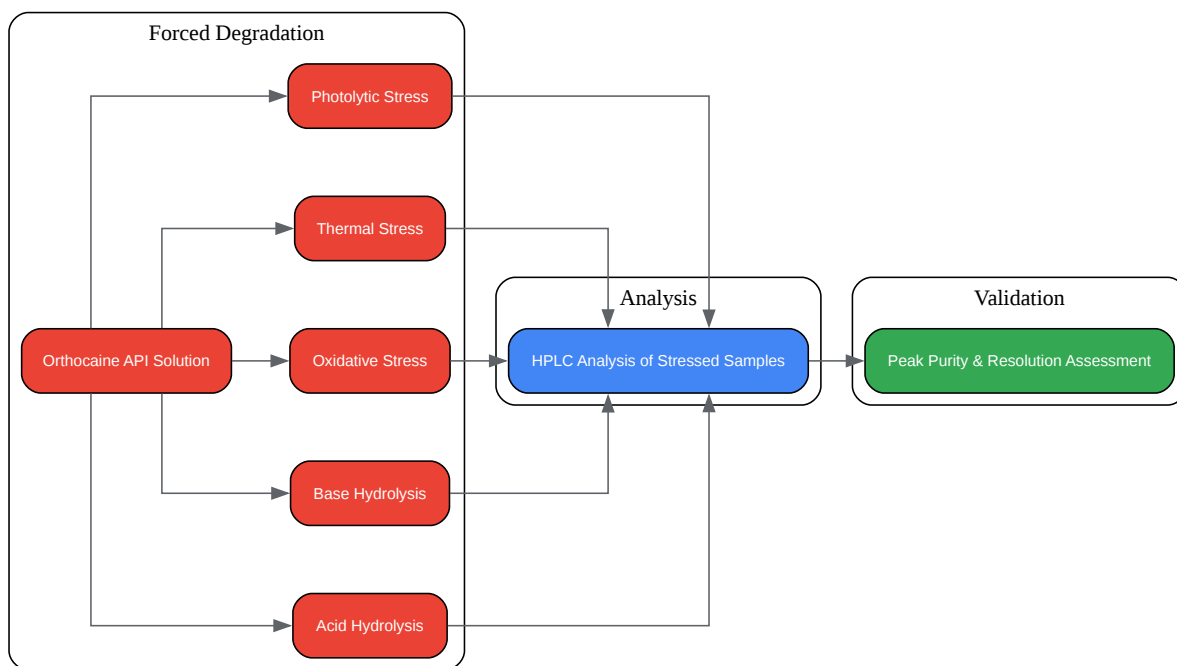 Forced Degradation
Photolytic Stress
Thermal Stress
Analysis
Validation
Orthocaine API Solution
Oxidative Stress
HPLC Analysis of Stressed Samples
Peak Purity & Resolution Assessment
Base Hydrolysis
Acid Hydrolysis